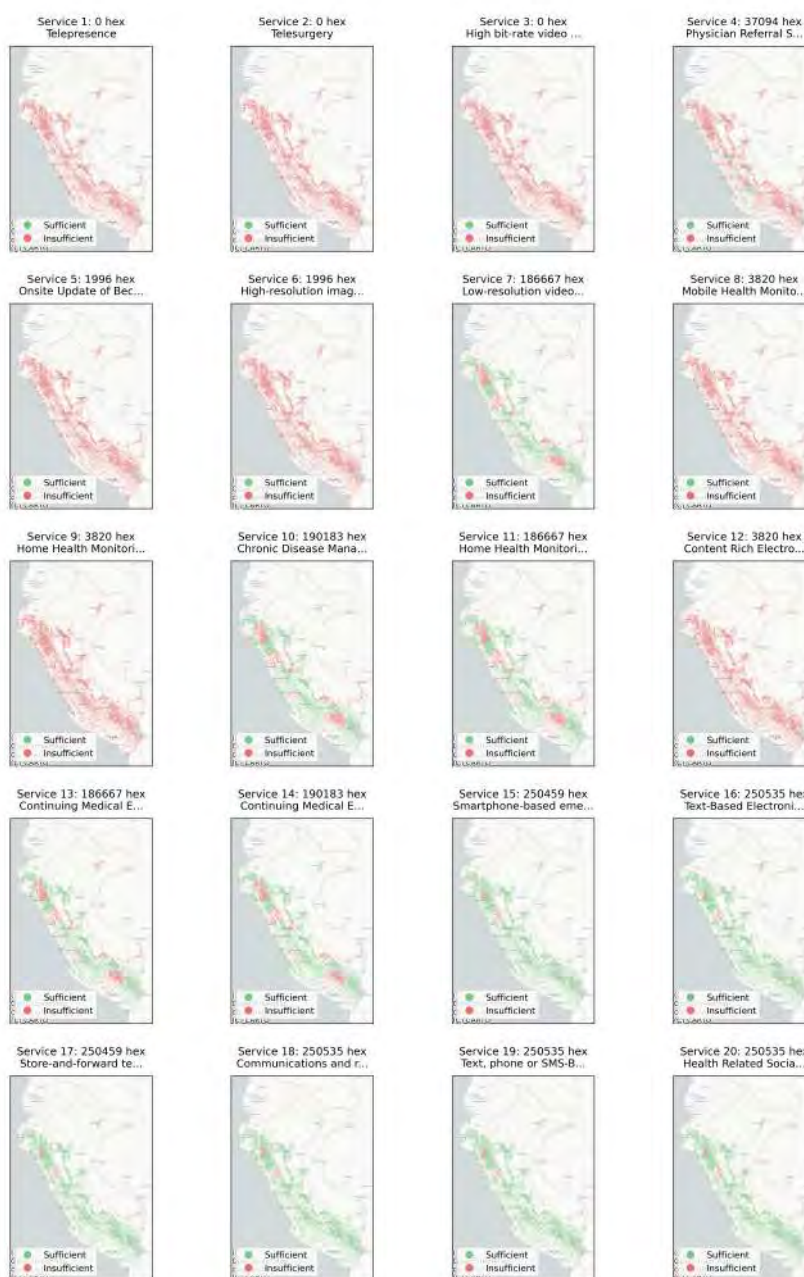 Service 1: 0 hex
Telepresence
Service 2: 0 hex
Telesurgery
Service 3: 0 hex
High bit-rate video ...
Service 4: 37094 hex
Physician Referral S...
Sufficient
Insufficient
Sufficient
Insufficient
Sufficient
Insufficient
Sufficient
Insufficient
Service 5: 1996 hex
Onsite Update of Bec...
Service 6: 1996 hex
High-resolution imag...
Service 7: 186667 hex
Low-resolution video...
Service 8: 3820 hex
Mobile Health Monito...
Sufficient
Insufficient
Sufficient
Insufficient
Sufficient
Insufficient
Sufficient
Insufficient
Service 9: 3820 hex
Home Health Monitori...
Service 10: 190183 hex
Chronic Disease Mana...
Service 11: 186667 hex
Home Health Monitori...
Service 12: 3820 hex
Content Rich Electro...
Sufficient
Insufficient
Sufficient
Insufficient
Sufficient
Insufficient
Sufficient
Insufficient
Service 13: 186667 hex
Continuing Medical E...
Service 14: 190183 hex
Continuing Medical E...
Service 15: 250459 hex
Smartphone-based eme...
Service 16: 250535 hex
Text-Based Electroni...
Sufficient
Insufficient
Sufficient
Insufficient
Sufficient
Insufficient
Sufficient
Insufficient
Service 17: 250459 hex
Store-and-forward te...
Service 18: 250535 hex
Communications and r...
Service 19: 250535 hex
Text, phone or SMS-B...
Service 20: 250535 hex
Health Related Socia...
Sufficient
Insufficient
Sufficient
Insufficient
Sufficient
Insufficient
Sufficient
Insufficient